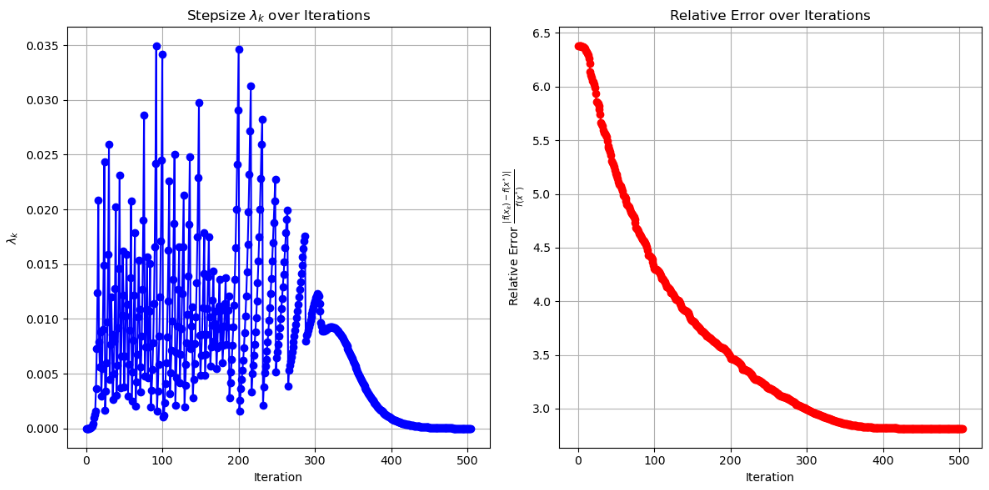 Stepsize λ_k over Iterations
λ_k
0.035
0.030
0.025
0.020
0.015
0.010
0.005
0.000
0 100 200 300 400 500
Iteration
Relative Error over Iterations
Relative Error |f(x_k) − f(x*)| / f(x*)
6.5
6.0
5.5
5.0
4.5
4.0
3.5
3.0
0 100 200 300 400 500
Iteration